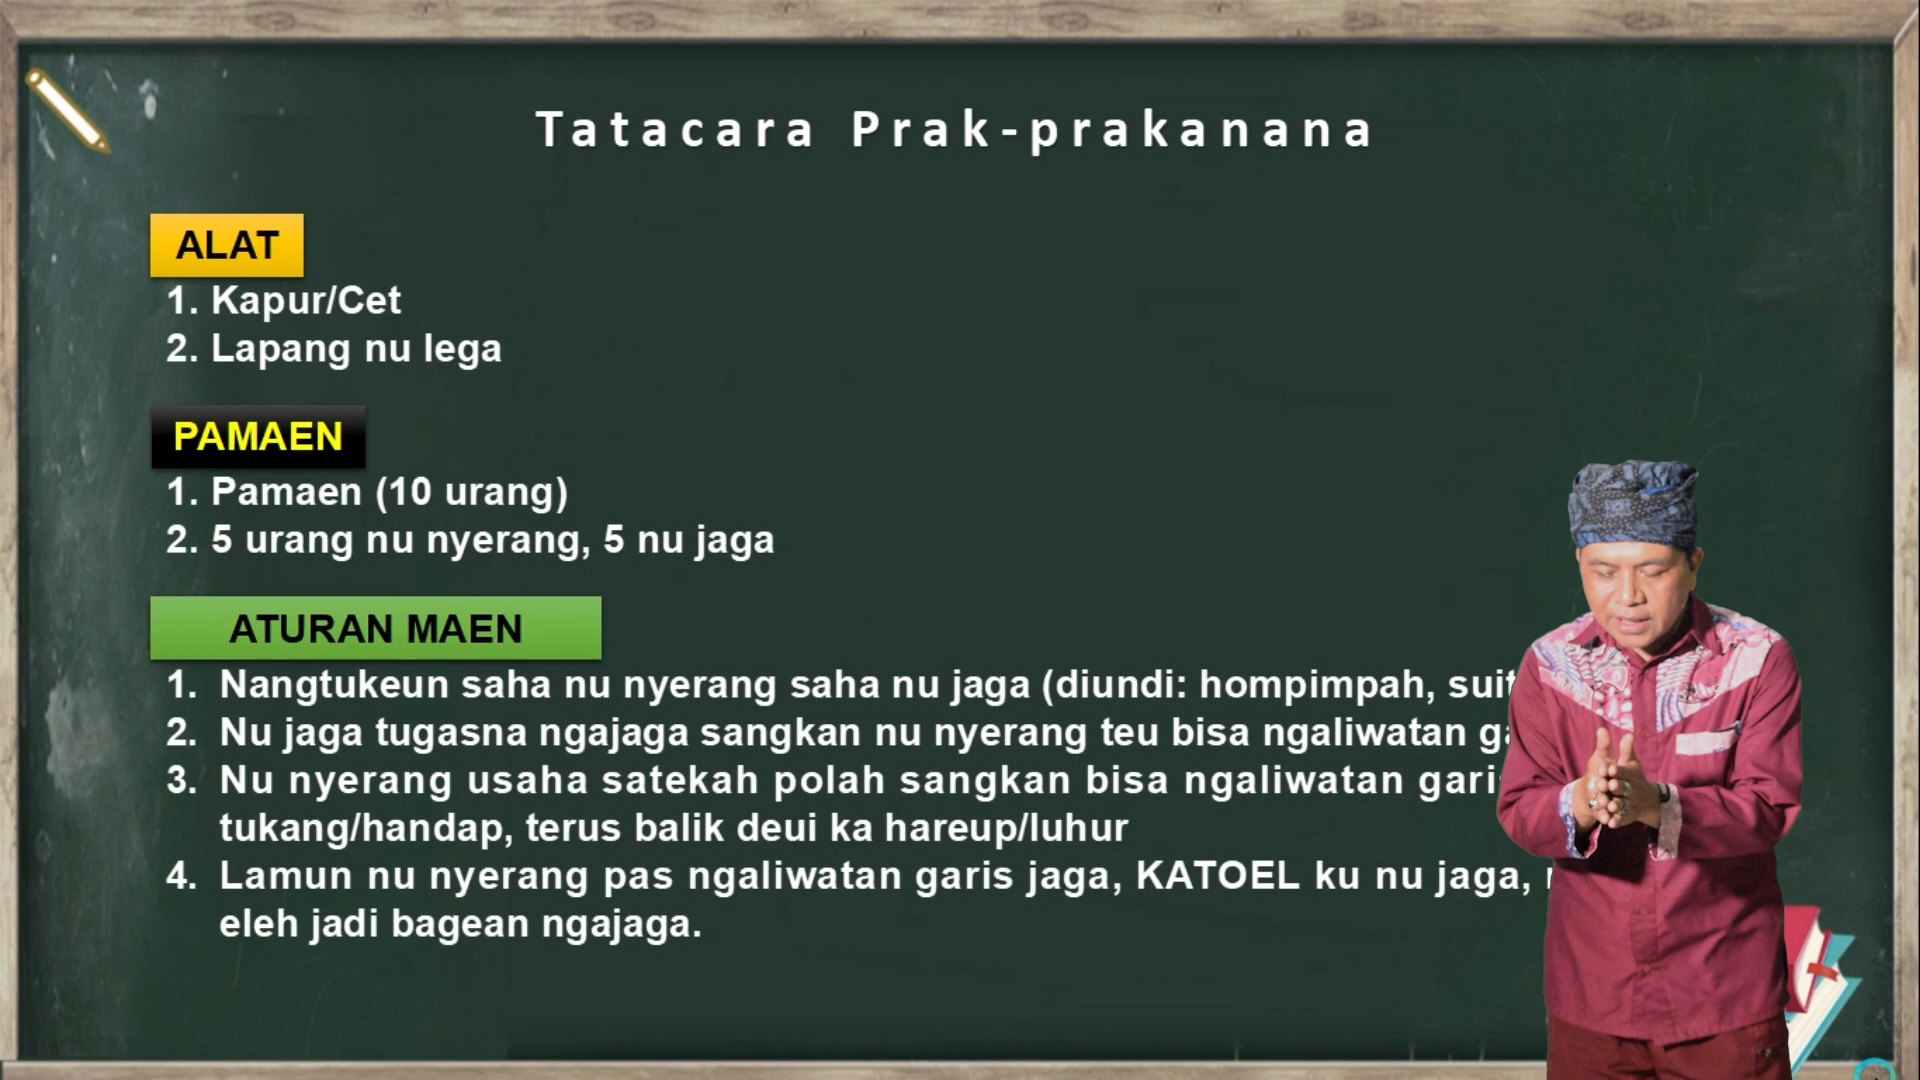 Tatacara Prak-prakanana
ALAT
1. Kapur/Cet
2. Lapang nu lega
PAMAEN
1. Pamaen (10 urang)
2. 5 urang nu nyerang, 5 nu jaga
ATURAN MAEN
1. Nangtukeun saha nu nyerang saha nu jaga (diundi: hompimpah,
2. Nu jaga tugasna ngajaga sangkan nu nyerang teu bisa ngaliwatan
3. Nu nyerang usaha satekah polah sangkan bisa ngaliwatan
tukang/handap, terus balik deui ka hareup/luhur
4. Lamun nu nyerang pas ngaliwatan garis jaga, KATOEL ku nu jaga,
eleh jadi bagean ngajaga.